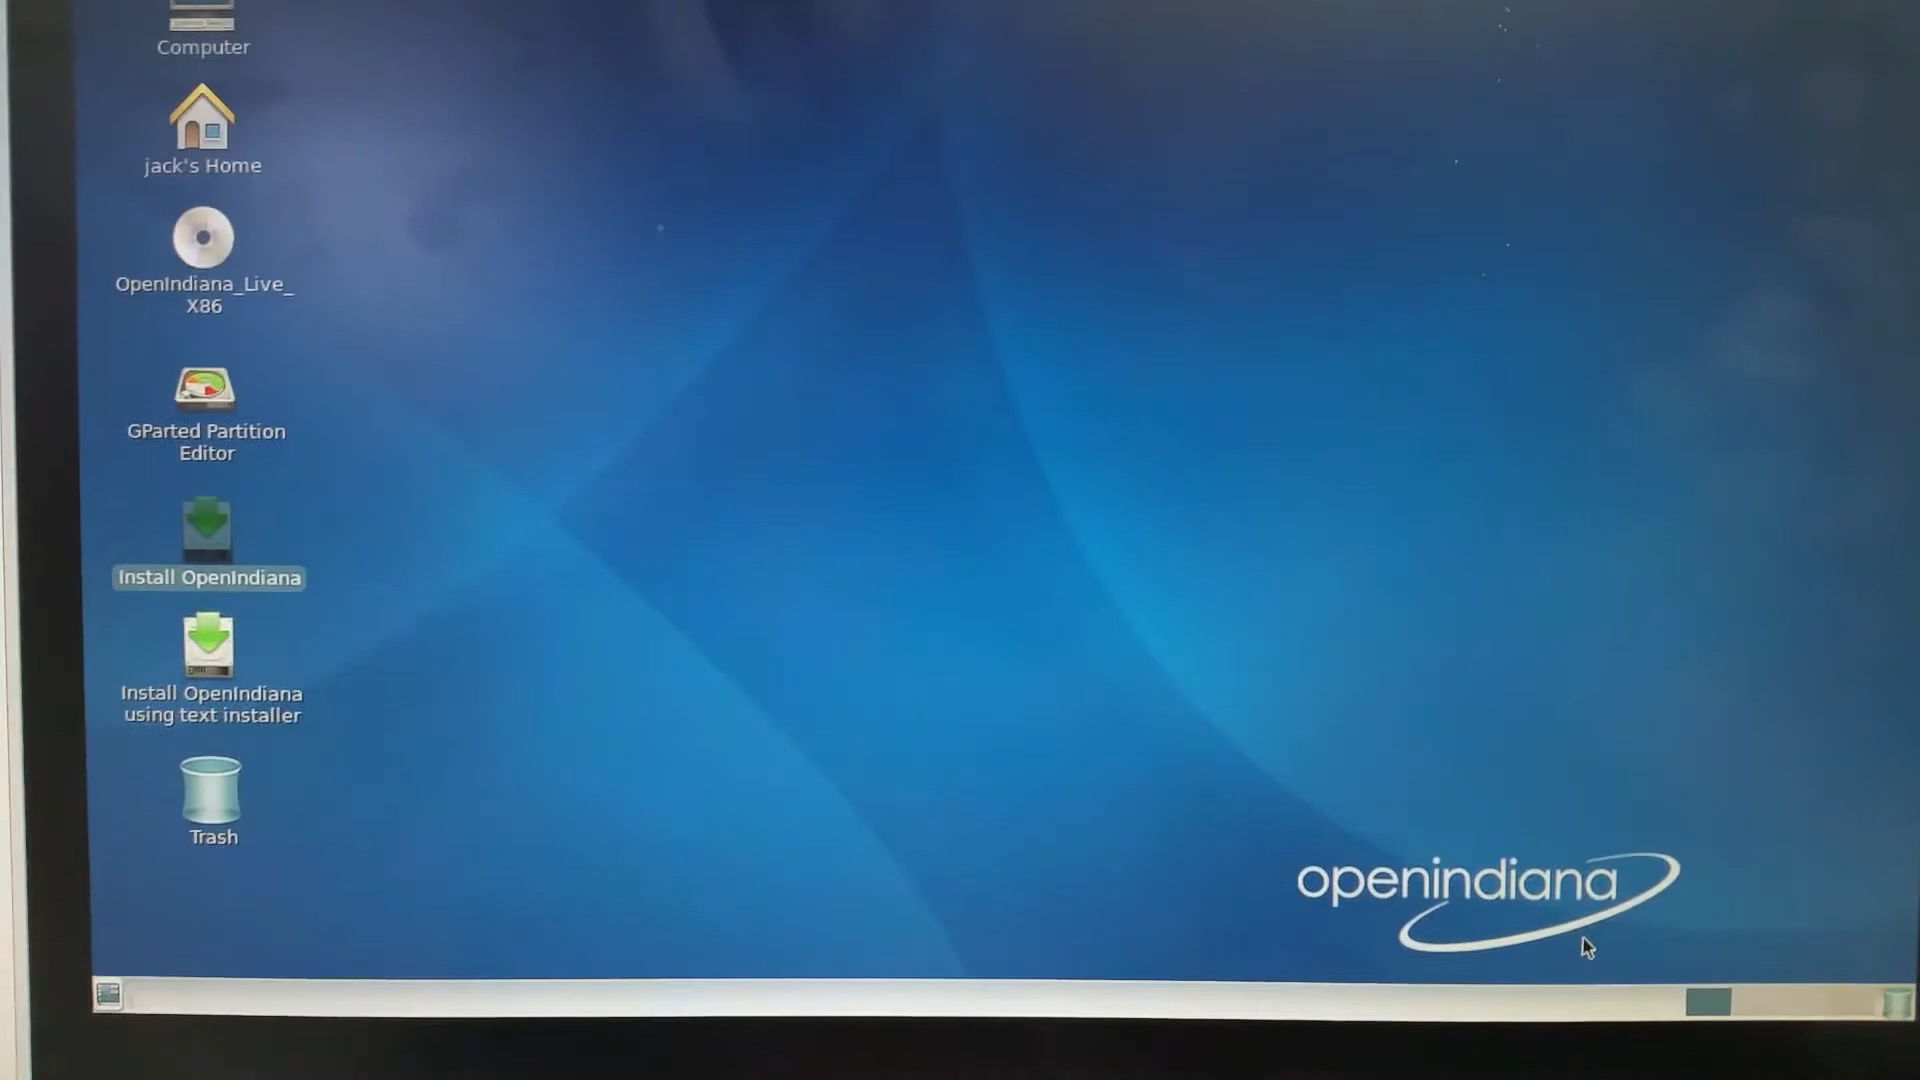 Computer
jack's Home
OpenIndiana_Live_
X86
GParted Partition
Editor
Install OpenIndiana
Install OpenIndiana
using text installer
Trash
openindiana